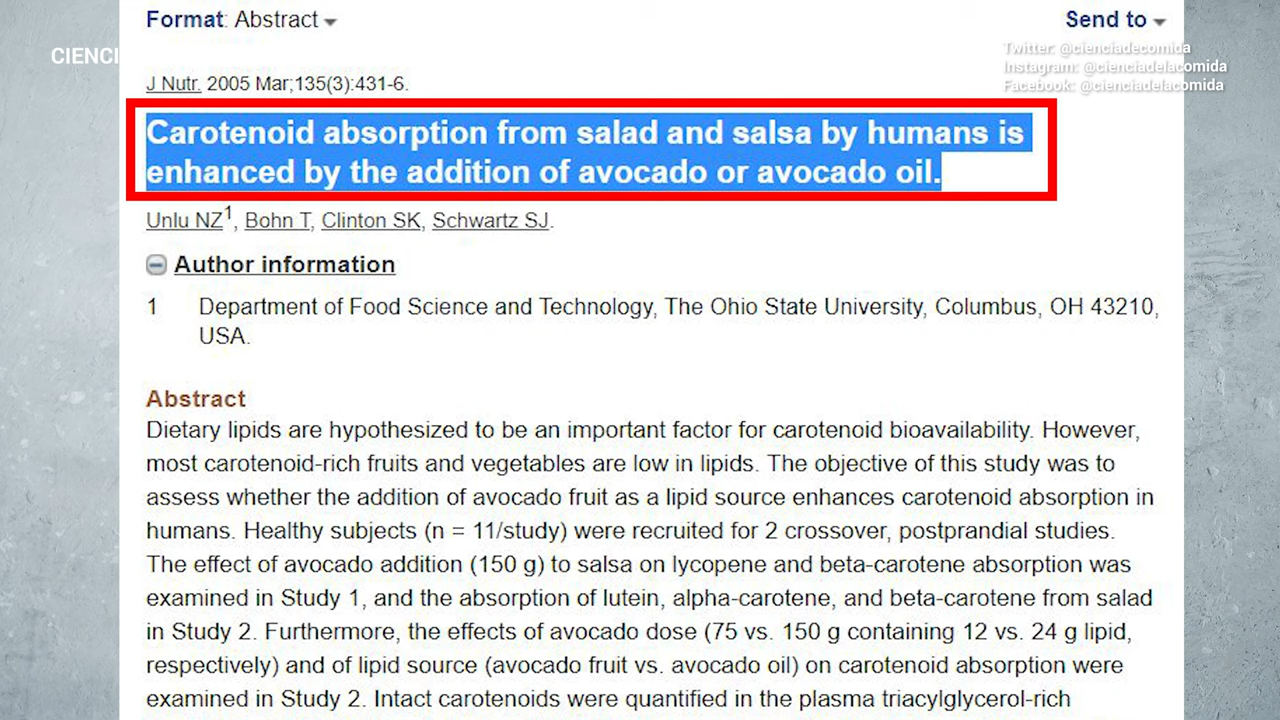 Format: Abstract
Send to
CIENCI
Twitter: @cienciadecomida
Instagram: @cienciadelacomida
Facebook: @cienciadelacomida
J Nutr. 2005 Mar;135(3):431-6.
Carotenoid absorption from salad and salsa by humans is
enhanced by the addition of avocado or avocado oil.
Unlu NZ1, Bohn T, Clinton SK, Schwartz SJ.
Author information
1 Department of Food Science and Technology, The Ohio State University, Columbus, OH 43210,
USA.
Abstract
Dietary lipids are hypothesized to be an important factor for carotenoid bioavailability. However,
most carotenoid-rich fruits and vegetables are low in lipids. The objective of this study was to
assess whether the addition of avocado fruit as a lipid source enhances carotenoid absorption in
humans. Healthy subjects (n = 11/study) were recruited for 2 crossover, postprandial studies.
The effect of avocado addition (150 g) to salsa on lycopene and beta-carotene absorption was
examined in Study 1, and the absorption of lutein, alpha-carotene, and beta-carotene from salad
in Study 2. Furthermore, the effects of avocado dose (75 vs. 150 g containing 12 vs. 24 g lipid,
respectively) and of lipid source (avocado fruit vs. avocado oil) on carotenoid absorption were
examined in Study 2. Intact carotenoids were quantified in the plasma triacylglycerol-rich